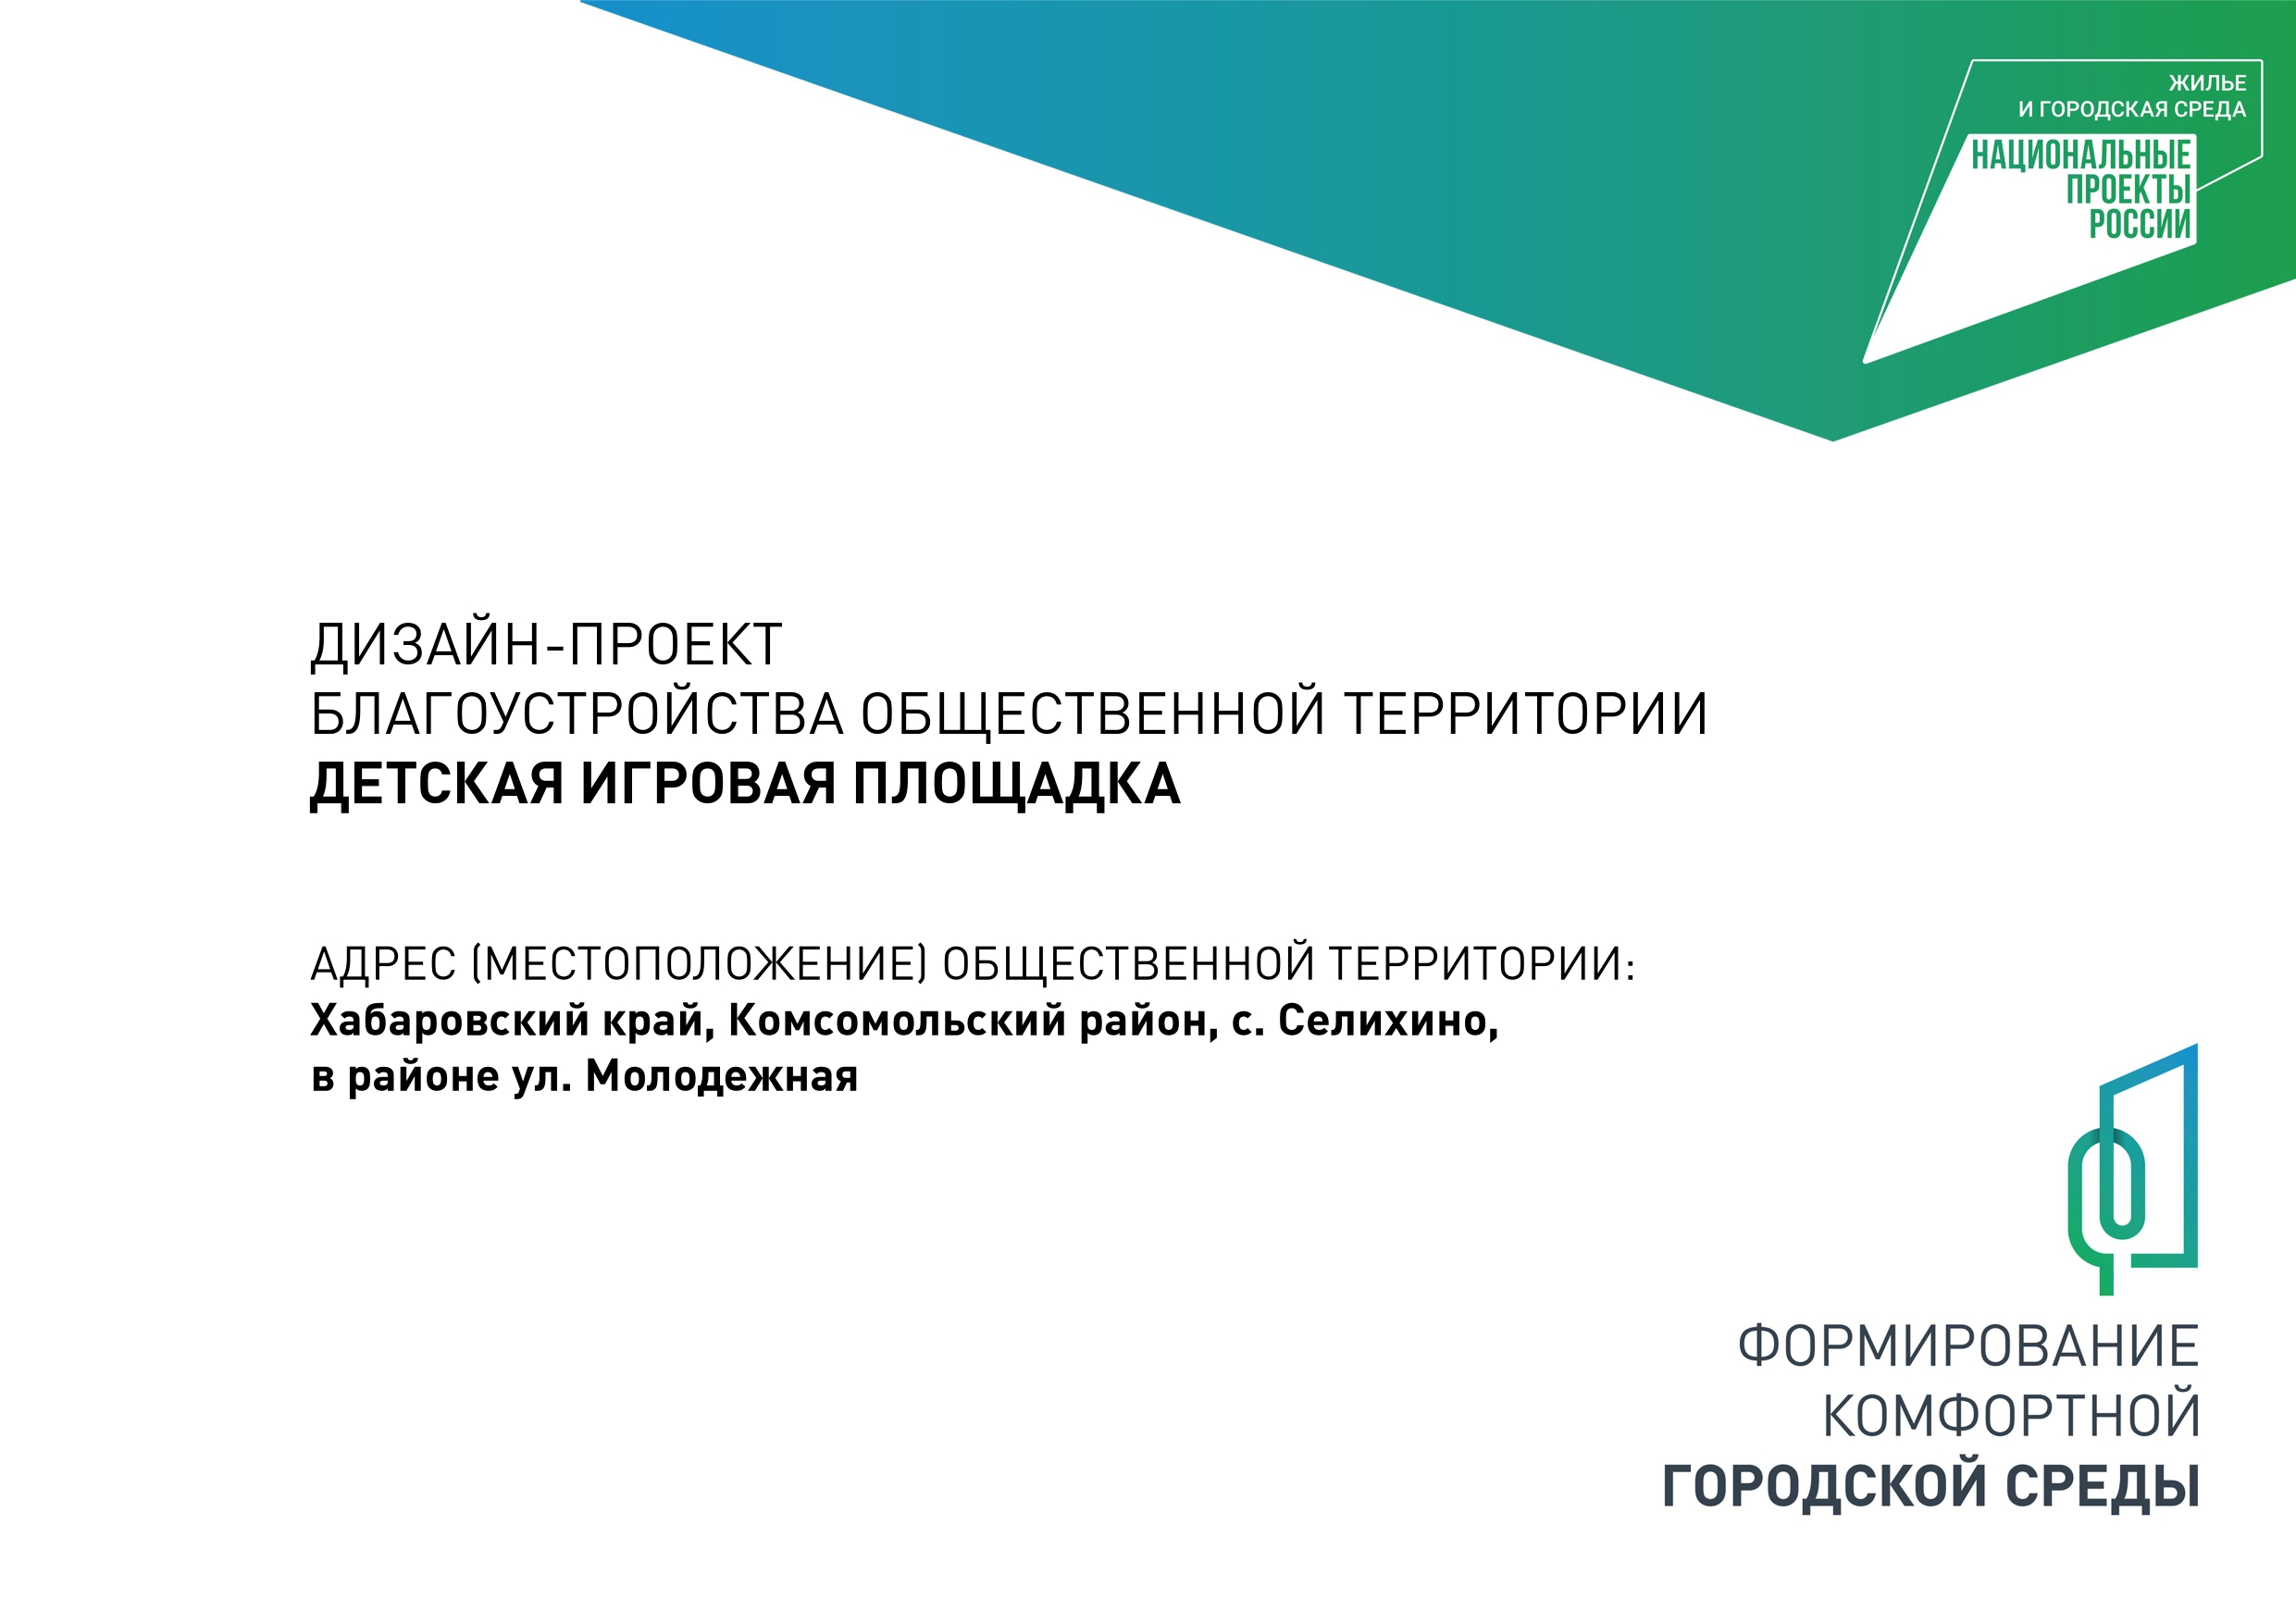 ЖИЛЬЕ
И ГОРОДСКАЯ СРЕДА
НАЦИОНАЛЬНЫЕ
ПРОЕКТЫ
РОССИИ
ДИЗАЙН-ПРОЕКТ
БЛАГОУСТРОЙСТВА ОБЩЕСТВЕННОЙ ТЕРРИТОРИИ
ДЕТСКАЯ ИГРОВАЯ ПЛОЩАДКА
АДРЕС (МЕСТОПОЛОЖЕНИЕ) ОБЩЕСТВЕННОЙ ТЕРРИТОРИИ:
Хабаровский край, Комсомольский район, с. Селихино,
в районе ул. Молодежная
ФОРМИРОВАНИЕ
КОМФОРТНОЙ
ГОРОДСКОЙ СРЕДЫ